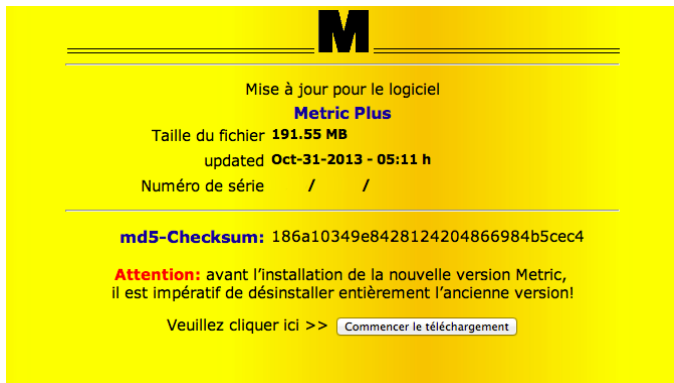 M
Mise à jour pour le logiciel
Metric Plus
Taille du fichier 191.55 MB
updated Oct-31-2013 - 05:11 h
Numéro de série / /
md5-Checksum: 186a10349e8428124204866984b5cec4
Attention: avant l'installation de la nouvelle version Metric,
il est impératif de désinstaller entièrement l'ancienne version!
Veuillez cliquer ici >> Commencer le téléchargement